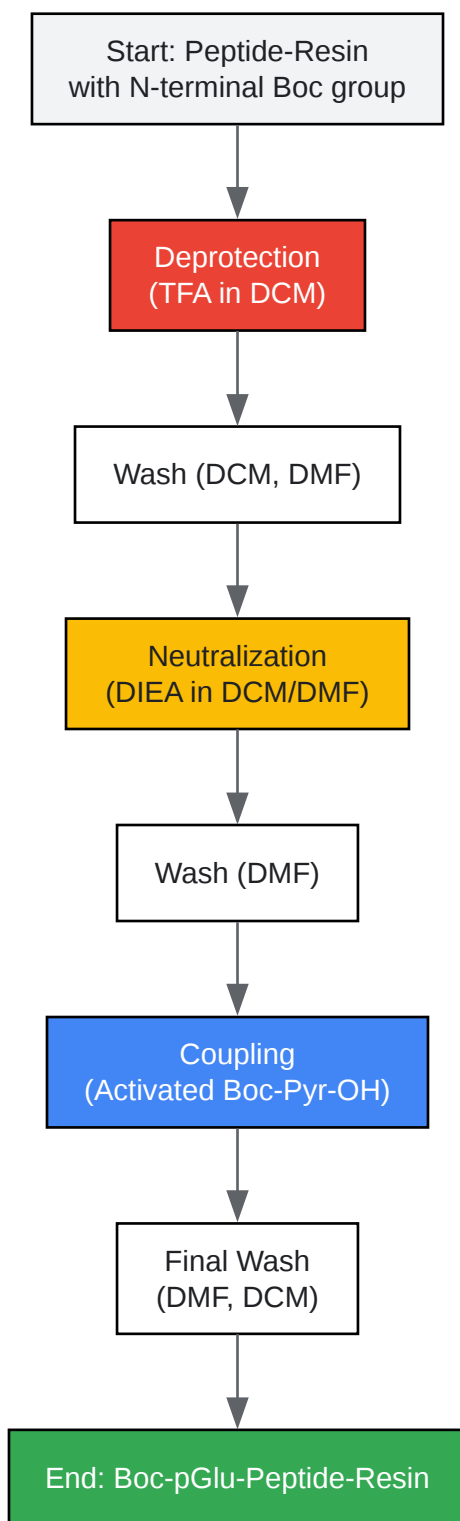 Start: Peptide-Resin
with N-terminal Boc group
Deprotection
(TFA in DCM)
Wash (DCM, DMF)
Neutralization
(DIEA in DCM/DMF)
Wash (DMF)
Coupling
(Activated Boc-Pyr-OH)
Final Wash
(DMF, DCM)
End: Boc-pGlu-Peptide-Resin